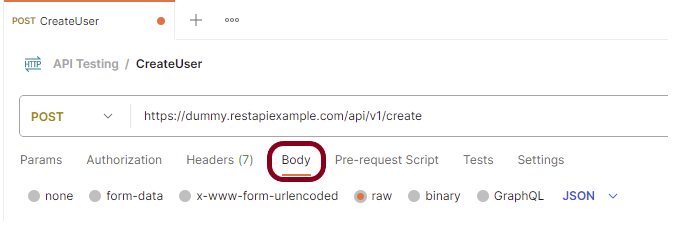 POST CreateUser
HTTP API Testing / CreateUser
POST https://dummy.restapiexample.com/api/v1/create
Params Authorization Headers (7) Body Pre-request Script Tests Settings
none form-data x-www-form-urlencoded raw binary GraphQL JSON